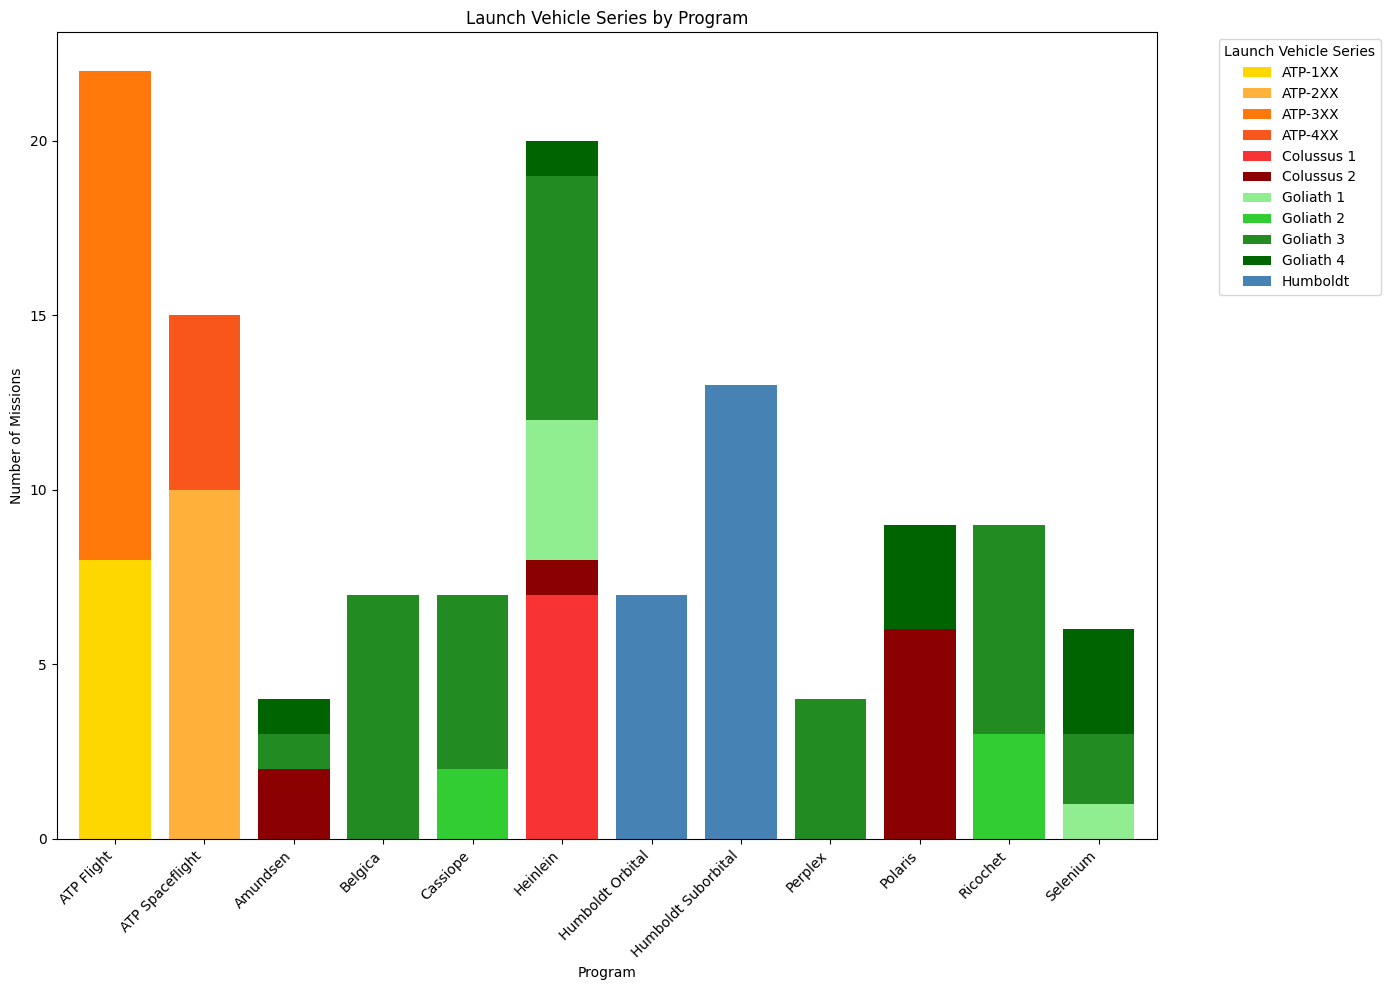 Launch Vehicle Series by Program
Number of Missions
20
15
10
5
0
ATP Flight
ATP Spaceflight
Amundsen
Belgica
Cassiope
Heinlein
Humboldt Orbital
Humboldt Suborbital
Perplex
Polaris
Ricochet
Selenium
Program
Launch Vehicle Series
ATP-1XX
ATP-2XX
ATP-3XX
ATP-4XX
Colussus 1
Colussus 2
Goliath 1
Goliath 2
Goliath 3
Goliath 4
Humboldt